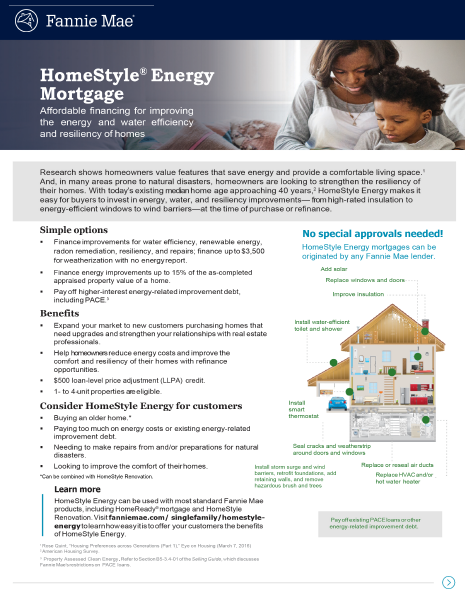 Fannie Mae®
HomeStyle® Energy
Mortgage
Affordable financing for improving
the energy and water efficiency
and resiliency of homes
Research shows homeowners value features that save energy and provide a comfortable living space.¹
And, in many areas prone to natural disasters, homeowners are looking to strengthen the resiliency of
their homes. With today's existing median home age approaching 40 years,² HomeStyle Energy makes it
easy for buyers to invest in energy, water, and resiliency improvements— from high-rated insulation to
energy-efficient windows to wind barriers—at the time of purchase or refinance.
Simple options
• Finance improvements for water efficiency, renewable energy,
radon remediation, resiliency, and repairs; finance up to $3,500
for weatherization with no energy report.
• Finance energy improvements up to 15% of the as-completed
appraised property value of a home.
• Pay off higher-interest energy-related improvement debt,
including PACE.³
Benefits
• Expand your market to new customers purchasing homes that
need upgrades and strengthen your relationships with real estate
professionals.
• Help homeowners reduce energy costs and improve the
comfort and resiliency of their homes with refinance
opportunities.
• $500 loan-level price adjustment (LLPA) credit.
• 1- to 4-unit properties are eligible.
Consider HomeStyle Energy for customers
• Buying an older home.*
• Paying too much on energy costs or existing energy-related
improvement debt.
• Needing to make repairs from and/or preparations for natural
disasters.
• Looking to improve the comfort of their homes.
*Can be combined with HomeStyle Renovation.
Learn more
HomeStyle Energy can be used with most standard Fannie Mae
products, including HomeReady® mortgage and HomeStyle
Renovation. Visit fanniemae.com/ singlefamily/homestyle-
energy to learn how easy it is to offer your customers the benefits
of HomeStyle Energy.
No special approvals needed!
HomeStyle Energy mortgages can be
originated by any Fannie Mae lender.
Add solar
Replace windows and doors
Improve insulation
Install water-efficient
toilet and shower
Install
smart
thermostat
Seal cracks and weatherstrip
around doors and windows
Install storm surge and wind
barriers, retrofit foundations, add
retaining walls, and remove
hazardous brush and trees
Replace or reseal air ducts
Replace HVAC and/or
hot water heater
Pay off existing PACE loans or other
energy-related improvement debt.
¹ Rose Quint, "Housing Preferences across Generations (Part 1)," Eye on Housing (March 7, 2016)
² American Housing Survey.
³ Property Assessed Clean Energy. Refer to Section B5-3.4-01 of the Selling Guide, which discusses
Fannie Mae's restrictions on PACE loans.